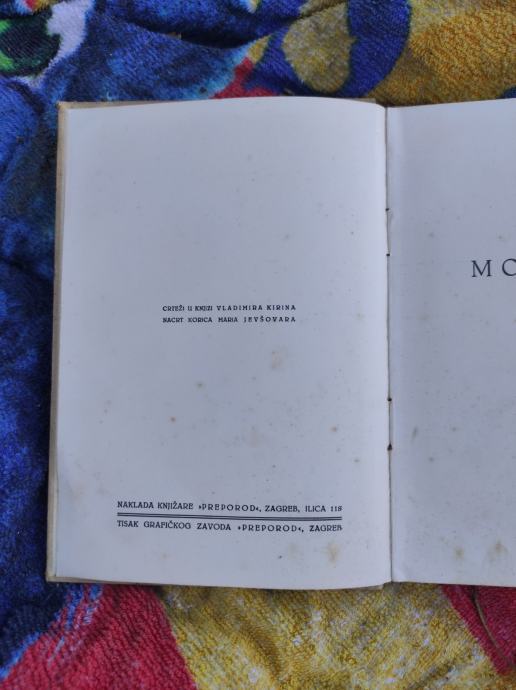 CRTEŽI U KNJIZI VLADIMIRA KIRINA
NACRT KORICA MARIA JEVŠOVARA
NAKLADA KNJIŽARE »PREPOROD«, ZAGREB, ILICA 118
TISAK GRAFIČKOG ZAVODA »PREPOROD«, ZAGREB